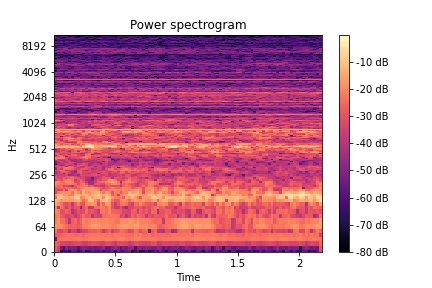 Power spectrogram
8192
4096
2048
1024
512
256
128
64
0
Hz
0
0.5
1
1.5
2
Time
-10 dB
-20 dB
-30 dB
-40 dB
-50 dB
-60 dB
-70 dB
-80 dB